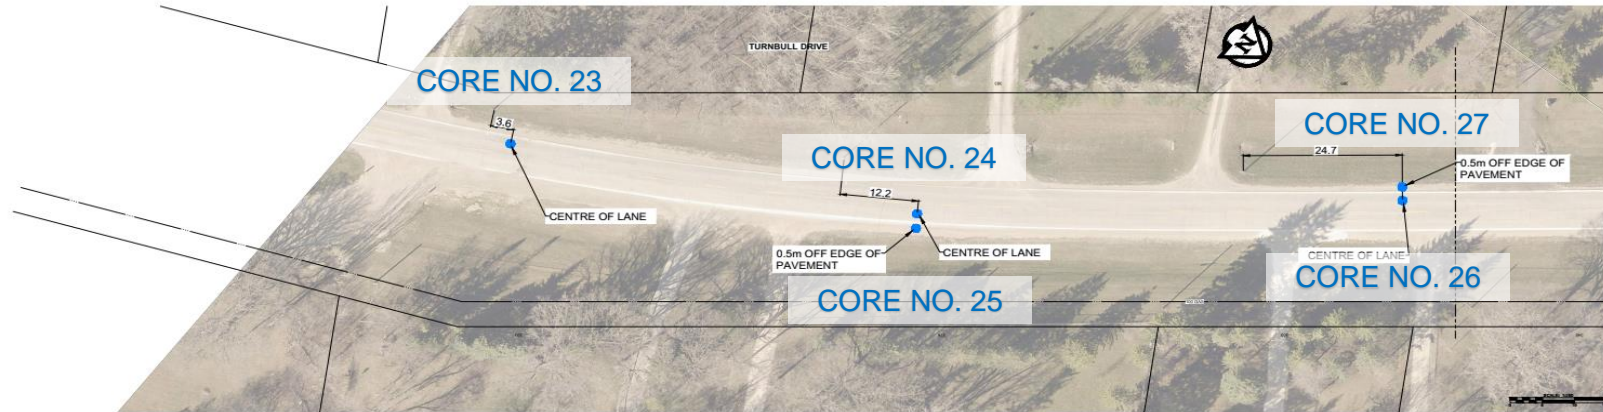 TURNBULL DRIVE
CORE NO. 23
3.6
CENTRE OF LANE
CORE NO. 24
12.2
0.5m OFF EDGE OF
PAVEMENT
CENTRE OF LANE
CORE NO. 25
CORE NO. 27
24.7
0.5m OFF EDGE OF
PAVEMENT
CENTRE OF LANE
CORE NO. 26